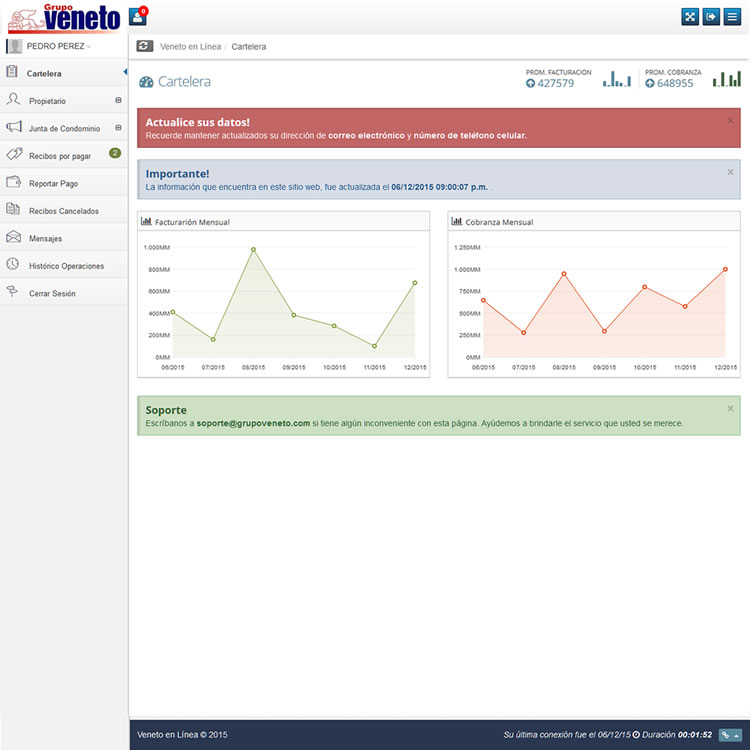 Grupo
veneto
0
PEDRO PEREZ
Veneto en Línea / Cartelera
Cartelera
Propietario
Junta de Condominio
Recibos por pagar
2
Reportar Pago
Recibos Cancelados
Mensajes
Histórico Operaciones
Cerrar Sesión
Cartelera
PROM. FACTURACION
427579
PROM. COBRANZA
648955
Actualice sus datos!
Recuerde mantener actualizados su dirección de correo electrónico y número de teléfono celular.
Importante!
La información que encuentra en este sitio web, fue actualizada el 06/12/2015 09:00:07 p.m. .
Facturarión Mensual
1.000MM
800MM
600MM
400MM
200MM
0MM
06/2015 07/2015 08/2015 09/2015 10/2015 11/2015 12/2015
Cobranza Mensual
1.250MM
1.000MM
750MM
500MM
250MM
0MM
06/2015 07/2015 08/2015 09/2015 10/2015 11/2015 12/2015
Soporte
Escríbanos a soporte@grupoveneto.com si tiene algún inconveniente con esta página. Ayúdemos a brindarle el servicio que usted se merece.
Veneto en Línea © 2015
Su última conexión fue el 06/12/15 Duración 00:01:52